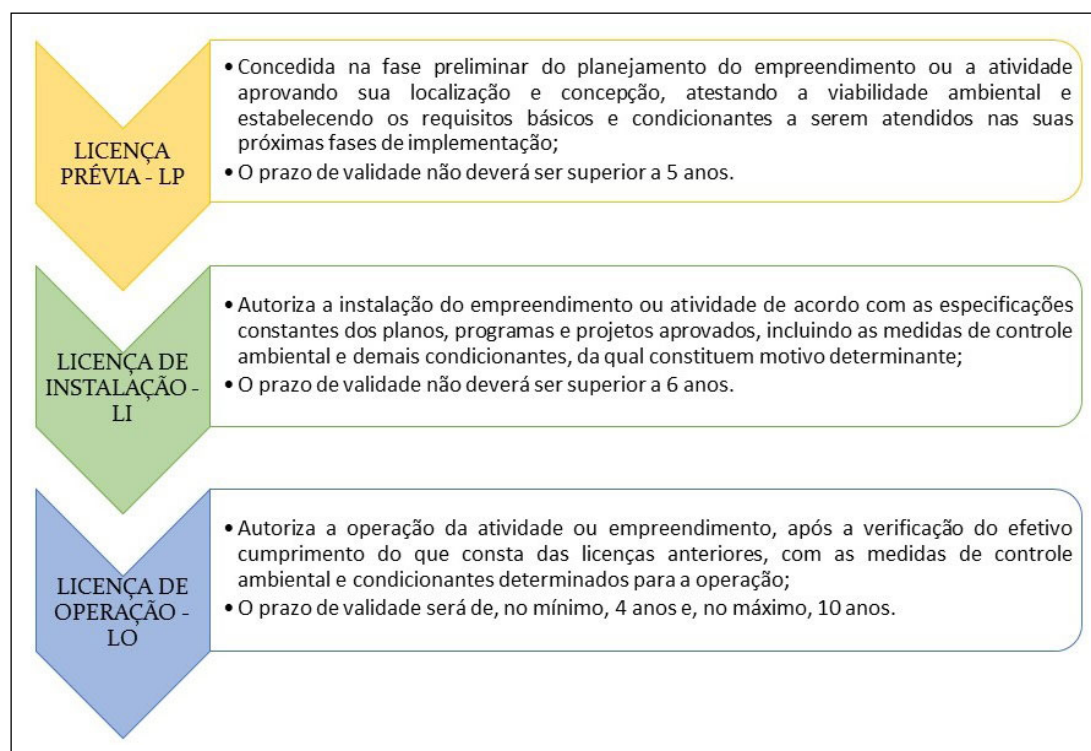 LICENÇA
PRÉVIA - LP
• Concedida na fase preliminar do planejamento do empreendimento ou a atividade
aprovando sua localização e concepção, atestando a viabilidade ambiental e
estabelecendo os requisitos básicos e condicionantes a serem atendidos nas suas
próximas fases de implementação;
• O prazo de validade não deverá ser superior a 5 anos.
LICENÇA DE
INSTALAÇÃO -
LI
• Autoriza a instalação do empreendimento ou atividade de acordo com as especificações
constantes dos planos, programas e projetos aprovados, incluindo as medidas de controle
ambiental e demais condicionantes, da qual constituem motivo determinante;
• O prazo de validade não deverá ser superior a 6 anos.
LICENÇA DE
OPERAÇÃO -
LO
• Autoriza a operação da atividade ou empreendimento, após a verificação do efetivo
cumprimento do que consta das licenças anteriores, com as medidas de controle
ambiental e condicionantes determinados para a operação;
• O prazo de validade será de, no mínimo, 4 anos e, no máximo, 10 anos.